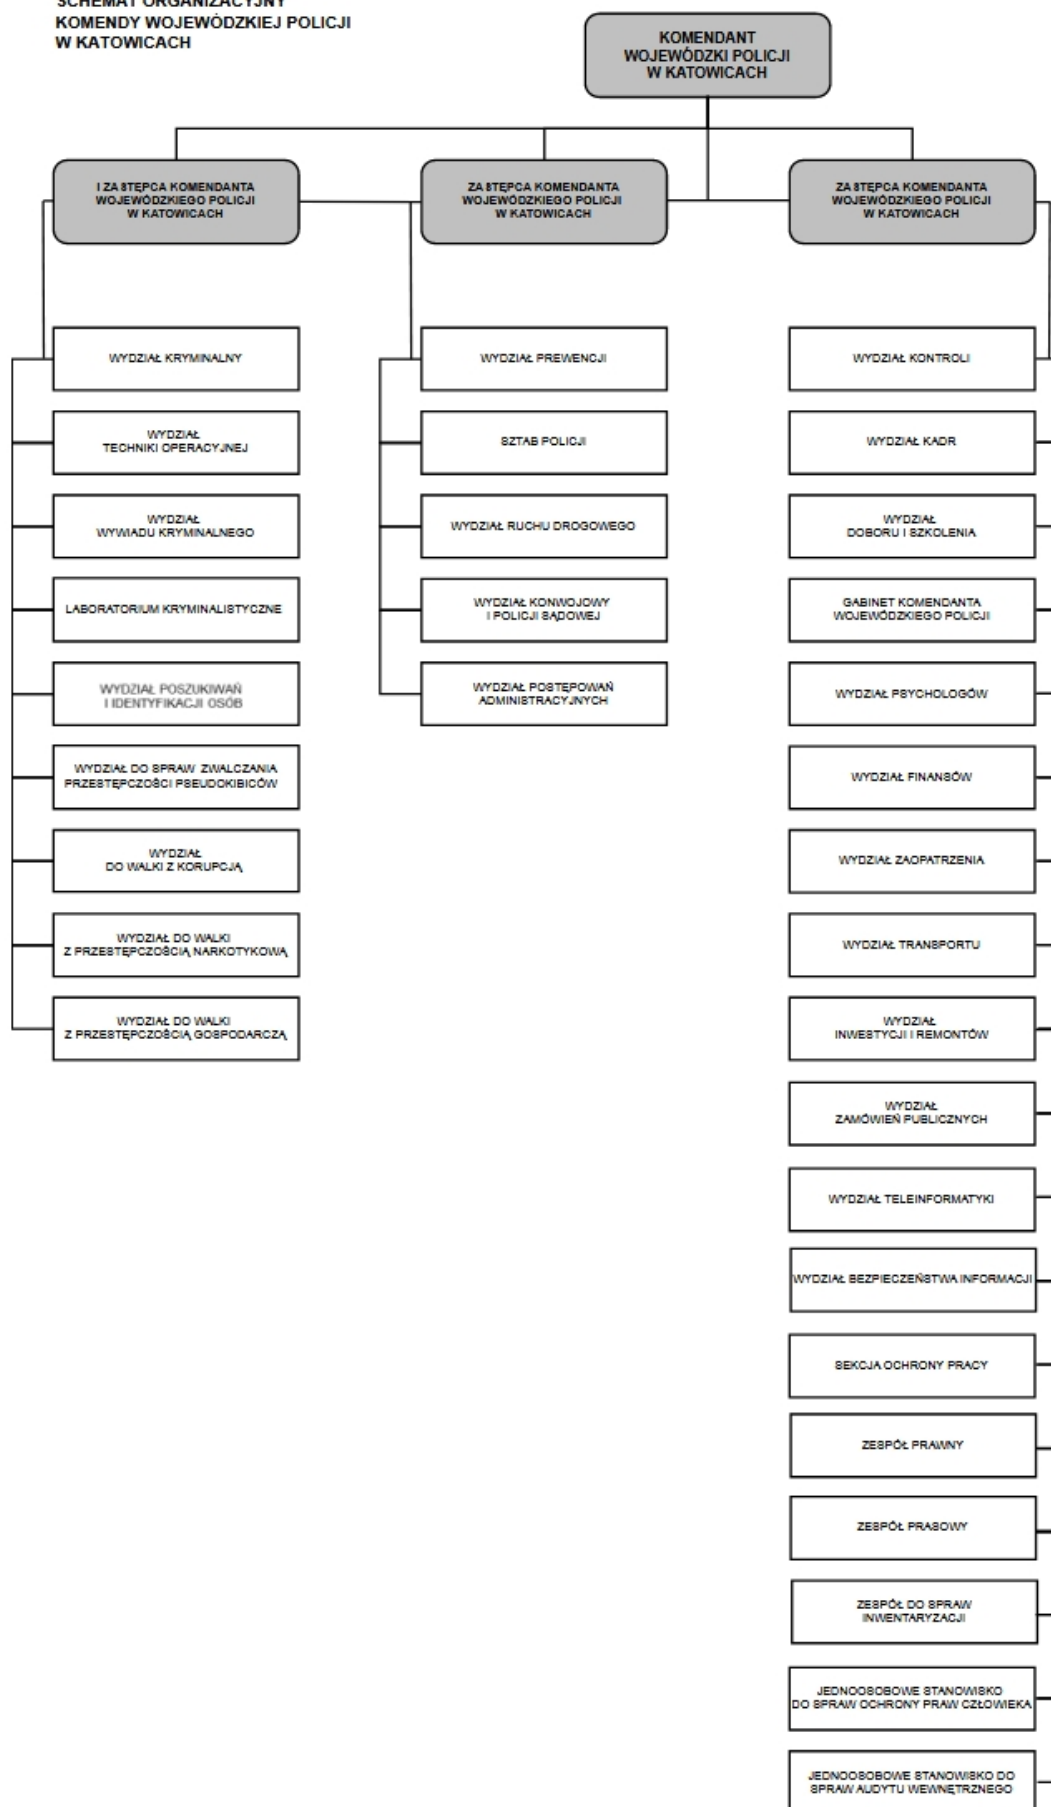 SCHEMAT ORGANIZACYJNY
KOMENDY WOJEWÓDZKIEJ POLICJI
W KATOWICACH
KOMENDANT
WOJEWÓDZKI POLICJI
W KATOWICACH
I ZASTĘPCA KOMENDANTA
WOJEWÓDZKIEGO POLICJI
W KATOWICACH
ZASTĘPCA KOMENDANTA
WOJEWÓDZKIEGO POLICJI
W KATOWICACH
ZASTĘPCA KOMENDANTA
WOJEWÓDZKIEGO POLICJI
W KATOWICACH
WYDZIAŁ KRYMINALNY
WYDZIAŁ
TECHNIKI OPERACYJNEJ
WYDZIAŁ
WYWIADU KRYMINALNEGO
LABORATORIUM KRYMINALISTYCZNE
WYDZIAŁ POSZUKIWAŃ
I IDENTYFIKACJI OSÓB
WYDZIAŁ DO SPRAW ZWALCZANIA
PRZESTĘPCZOŚCI PSEUDOKIBICÓW
WYDZIAŁ
DO WALKI Z KORUPCJĄ
WYDZIAŁ DO WALKI
Z PRZESTĘPCZOŚCIĄ NARKOTYKOWĄ
WYDZIAŁ DO WALKI
Z PRZESTĘPCZOŚCIĄ GOSPODARCZĄ
WYDZIAŁ PREWENCJI
SZTAB POLICJI
WYDZIAŁ RUCHU DROGOWEGO
WYDZIAŁ KONWOJOWY
I POLICJI SĄDOWEJ
WYDZIAŁ POSTĘPOWAŃ
ADMINISTRACYJNYCH
WYDZIAŁ KONTROLI
WYDZIAŁ KADR
WYDZIAŁ
DOBORU I SZKOLENIA
GABINET KOMENDANTA
WOJEWÓDZKIEGO POLICJI
WYDZIAŁ PSYCHOLOGÓW
WYDZIAŁ FINANSÓW
WYDZIAŁ ZAOPATRZENIA
WYDZIAŁ TRANSPORTU
WYDZIAŁ
INWESTYCJI I REMONTÓW
WYDZIAŁ
ZAMÓWIEŃ PUBLICZNYCH
WYDZIAŁ TELEINFORMATYKI
WYDZIAŁ BEZPIECZEŃSTWA INFORMACJI
SEKCJA OCHRONY PRACY
ZESPÓŁ PRAWNY
ZESPÓŁ PRASOWY
ZESPÓŁ DO SPRAW
INWENTARYZACJI
JEDNOOSOBOWE STANOWISKO
DO SPRAW OCHRONY PRAW CZŁOWIEKA
JEDNOOSOBOWE STANOWISKO DO
SPRAW AUDYTU WEWNĘTRZNEGO